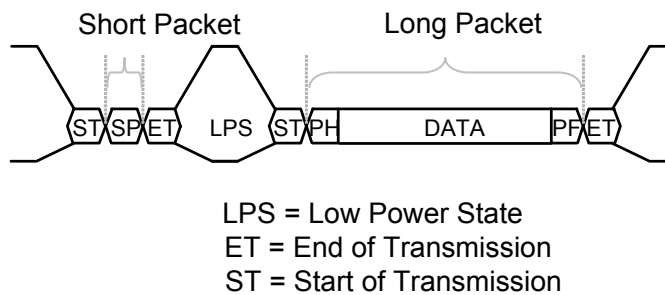 Short Packet Long Packet
ST SP ET LPS ST PH DATA PF ET
LPS = Low Power State
ET = End of Transmission
ST = Start of Transmission